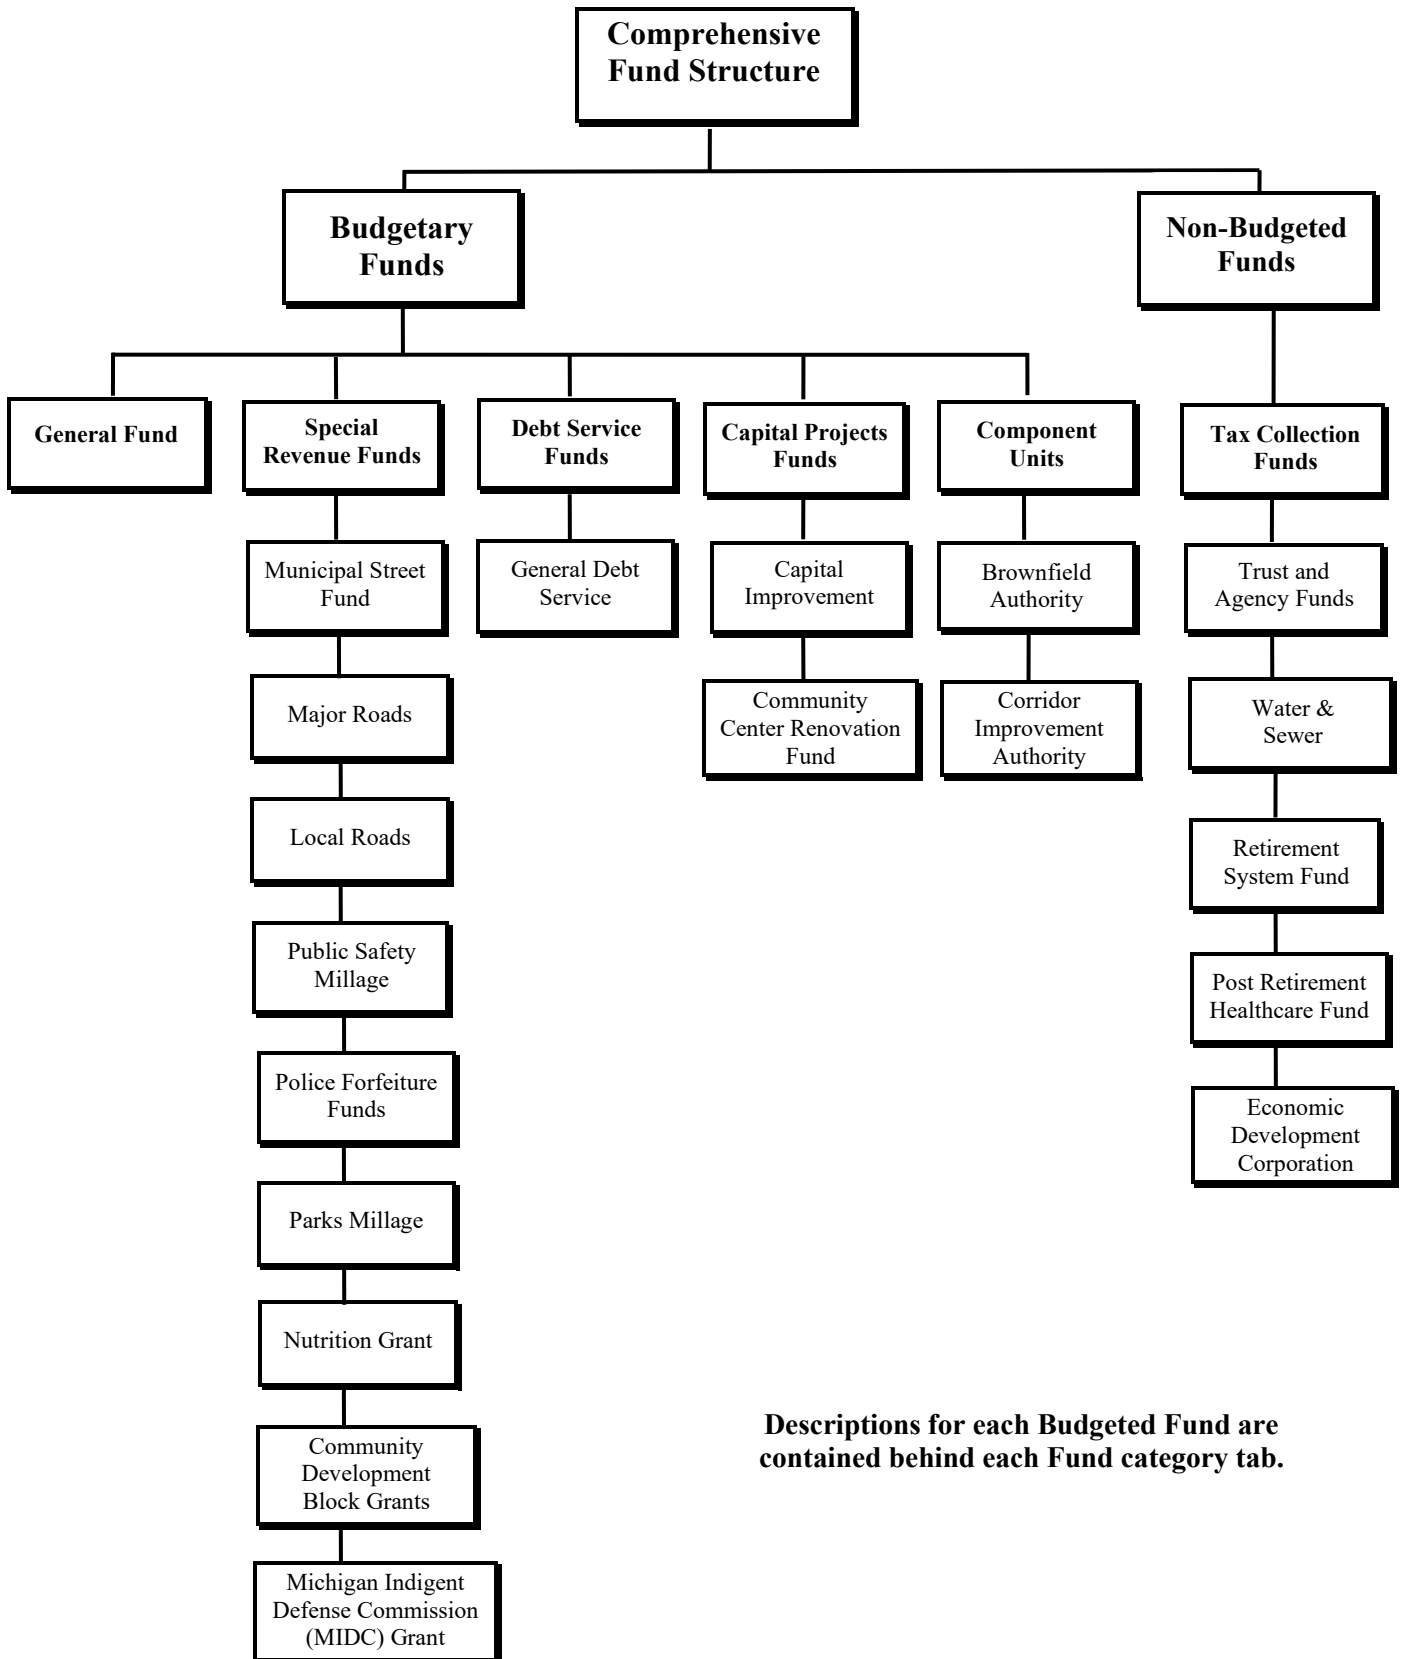 Comprehensive
Fund Structure
Budgetary
Funds
Non-Budgeted
Funds
General Fund
Special
Revenue Funds
Debt Service
Funds
Capital Projects
Funds
Component
Units
Tax Collection
Funds
Municipal Street
Fund
General Debt
Service
Capital
Improvement
Brownfield
Authority
Trust and
Agency Funds
Major Roads
Community
Center Renovation
Fund
Corridor
Improvement
Authority
Water &
Sewer
Local Roads
Retirement
System Fund
Public Safety
Millage
Post Retirement
Healthcare Fund
Police Forfeiture
Funds
Economic
Development
Corporation
Parks Millage
Nutrition Grant
Community
Development
Block Grants
Michigan Indigent
Defense Commission
(MIDC) Grant
Descriptions for each Budgeted Fund are
contained behind each Fund category tab.